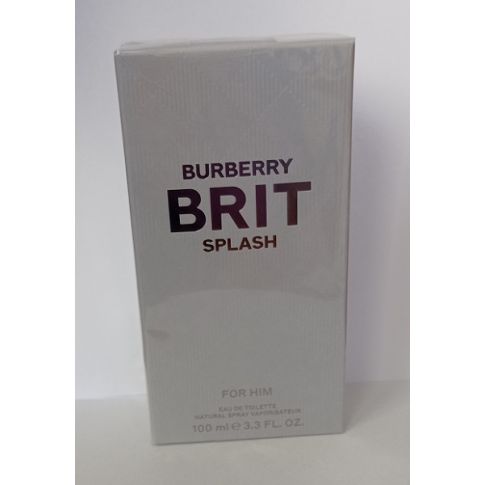 BURBERRY
BRIT
SPLASH
FOR HIM
EAU DE TOILETTE
NATURAL SPRAY VAPORISATEUR
100 ml ℮ 3.3 FL. OZ.